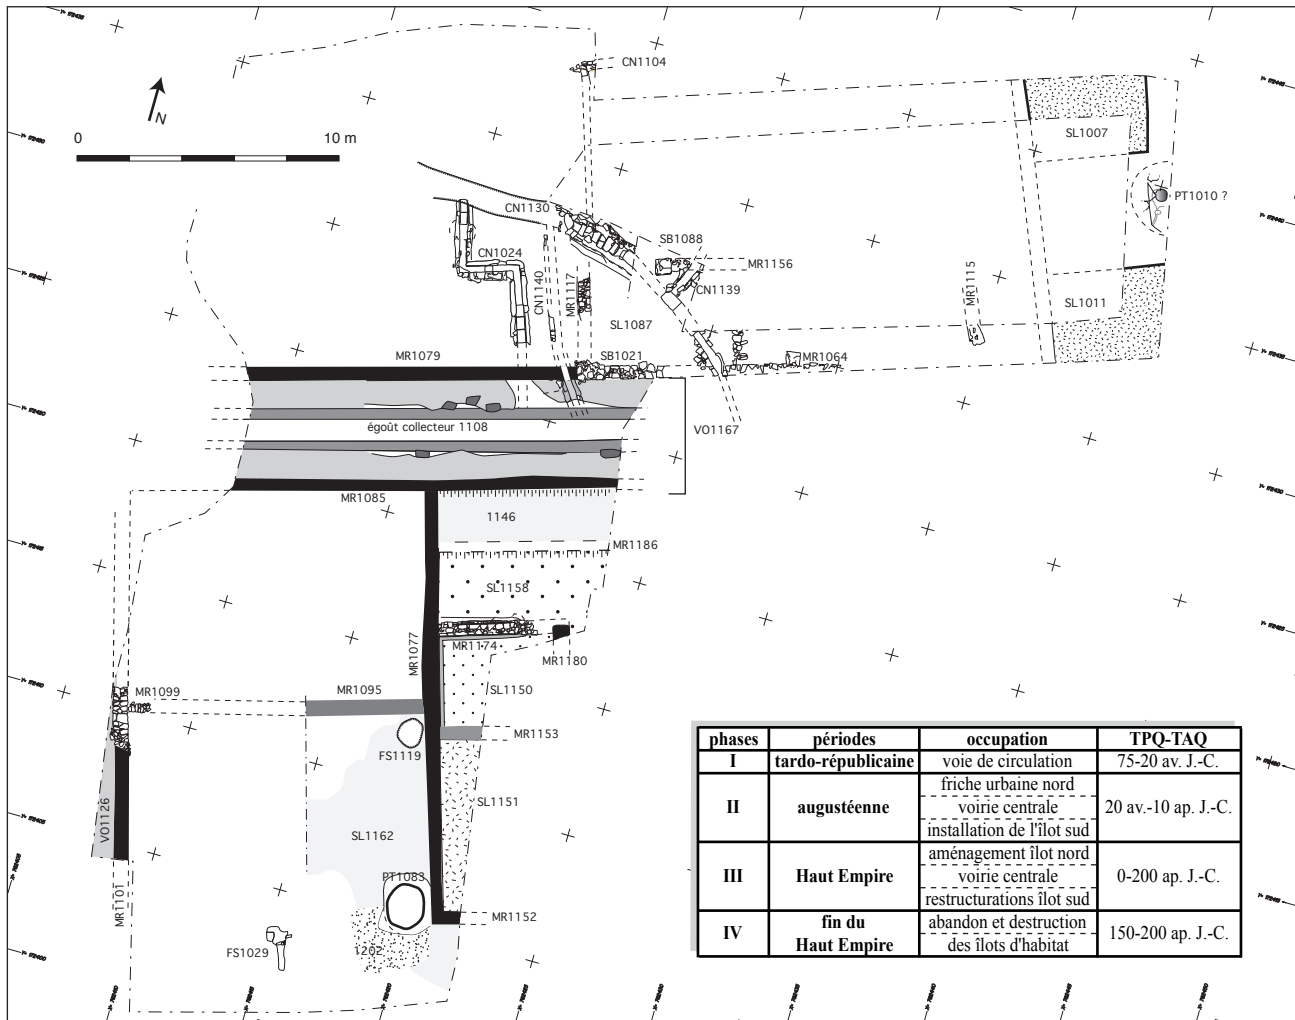 CN1104
N
0 10 m
SL1007
PT1010 ?
CN1130
SB1088
MR1156
CN1024
CN1139
CN1140
MR1117
MR1115
SL1011
SL1087
MR1079
SB1021
MR1064
égoût collecteur 1108
VO1167
MR1085
1146
MR1186
SL1158
MR1077
MR1174
MR1180
MR1099
MR1095
SL1150
MR1153
FS1119
SL1151
VO1126
SL1162
PT1083
MR1101
MR1152
FS1029
1202
phases périodes occupation TPQ-TAQ
I tardo-républicaine voie de circulation 75-20 av. J.-C.
friche urbaine nord
II augustéenne voirie centrale 20 av.-10 ap. J.-C.
installation de l'îlot sud
aménagement îlot nord
III Haut Empire voirie centrale 0-200 ap. J.-C.
restructurations îlot sud
IV fin du Haut Empire abandon et destruction des îlots d'habitat 150-200 ap. J.-C.